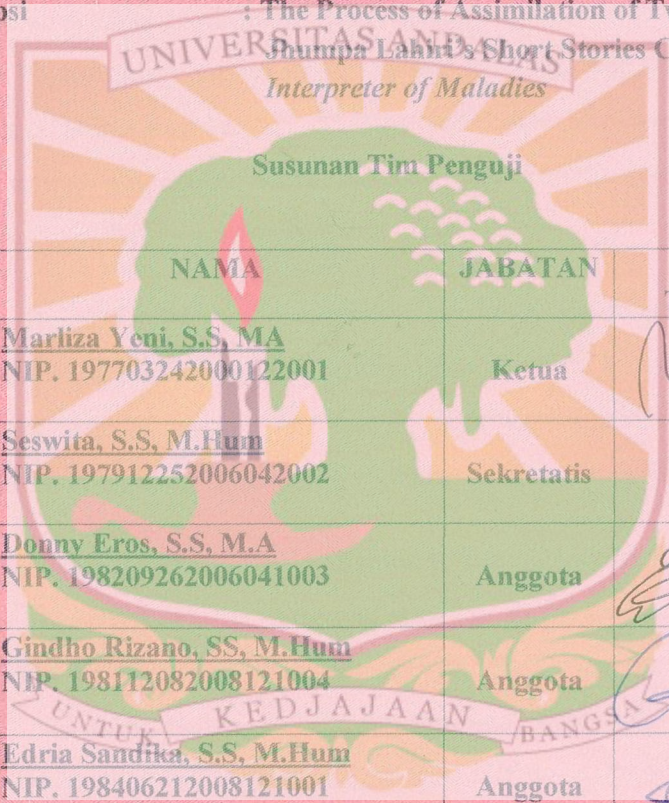 : The Process of Assimilation of
UNIVERSITAS ANDALAS
Jhumpa Lahiri's Short Stories
Interpreter of Maladies
Susunan Tim Penguji
NAMA JABATAN
Marliza Yeni, S.S, MA
NIP. 197703242000122001 Ketua
Seswita, S.S, M.Hum
NIP. 197912252006042002 Sekretatis
Donny Eros, S.S, M.A
NIP. 198209262006041003 Anggota
Gindho Rizano, SS, M.Hum
NIP. 198112082008121004 Anggota
UNTUK KEDJAJAAN BANGSA
Edria Sandika, S.S, M.Hum
NIP. 198406212008121001 Anggota